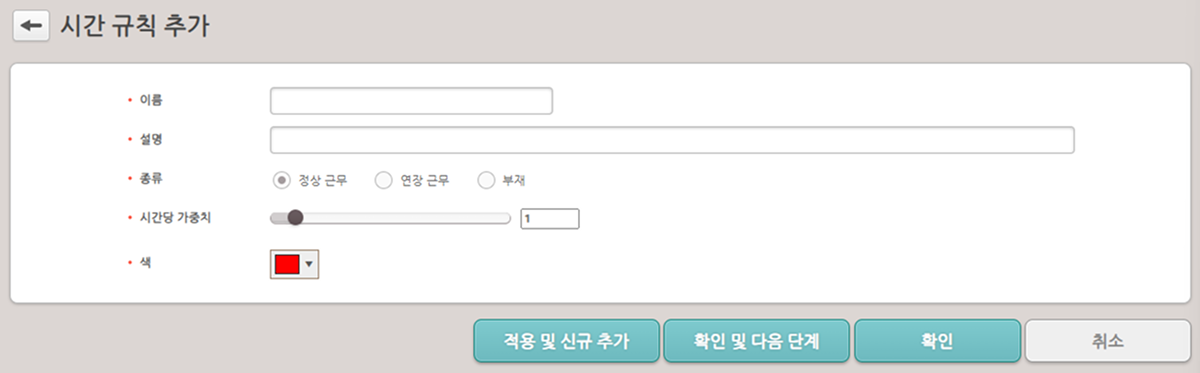 시간 규칙 추가
• 이름
• 설명
• 종류 정상 근무 연장 근무 부재
• 시간당 가중치 1
• 색
적용 및 신규 추가 확인 및 다음 단계 확인 취소